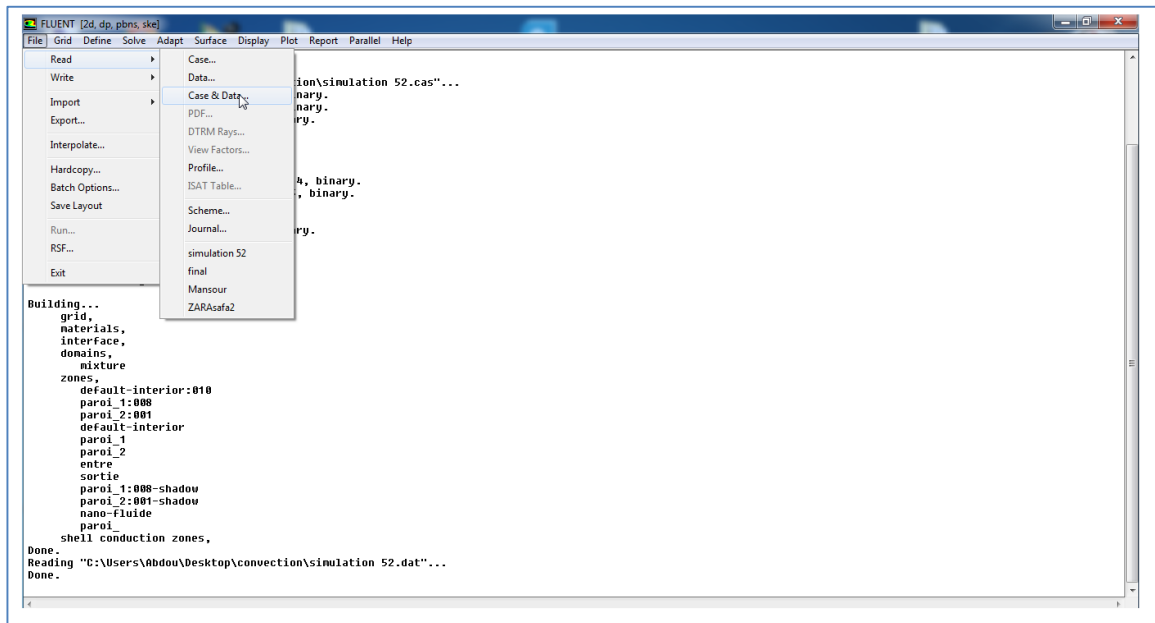 FLUENT [2d, dp, pbns, ske]
File Grid Define Solve Adapt Surface Display Plot Report Parallel Help
Read
Write
Import
Export...
Interpolate...
Hardcopy...
Batch Options...
Save Layout
Run...
RSF...
Exit
Case...
Data...
Case & Data...
PDF...
DTRM Rays...
View Factors...
Profile...
ISAT Table...
Scheme...
Journal...
simulation 52
final
Mansour
ZARAsafa2
ion\simulation 52.cas"...
nary.
nary.
ry.
4, binary.
, binary.
ry.
Building...
grid,
materials,
interface,
domains,
mixture
zones,
default-interior:010
paroi_1:008
paroi_2:001
default-interior
paroi_1
paroi_2
entre
sortie
paroi_1:008-shadow
paroi_2:001-shadow
nano-fluide
paroi_
shell conduction zones,
Done.
Reading "C:\Users\Abdou\Desktop\convection\simulation 52.dat"...
Done.